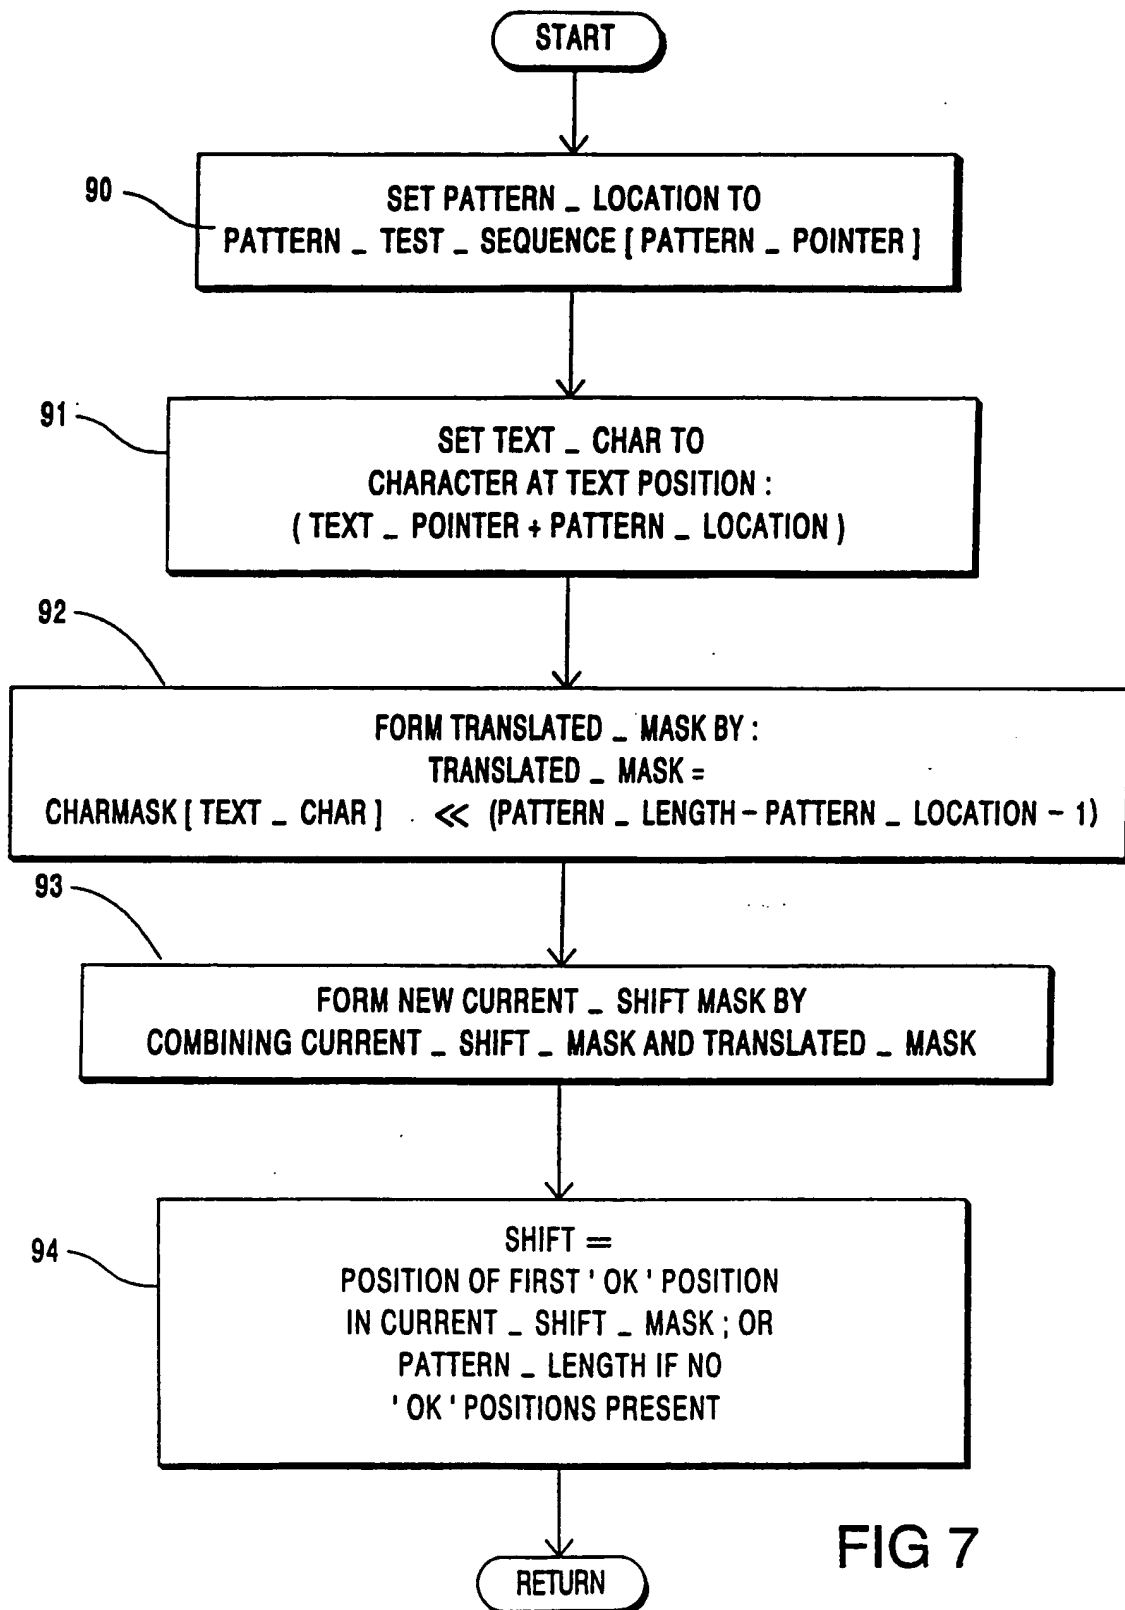 START
90
SET PATTERN _ LOCATION TO
PATTERN _ TEST _ SEQUENCE [ PATTERN _ POINTER ]
91
SET TEXT _ CHAR TO
CHARACTER AT TEXT POSITION :
( TEXT _ POINTER + PATTERN _ LOCATION )
92
FORM TRANSLATED _ MASK BY :
TRANSLATED _ MASK =
CHARMASK [ TEXT _ CHAR ] ≪ (PATTERN _ LENGTH – PATTERN _ LOCATION – 1)
93
FORM NEW CURRENT _ SHIFT MASK BY
COMBINING CURRENT _ SHIFT _ MASK AND TRANSLATED _ MASK
94
SHIFT =
POSITION OF FIRST ' OK ' POSITION
IN CURRENT _ SHIFT _ MASK ; OR
PATTERN _ LENGTH IF NO
' OK ' POSITIONS PRESENT
RETURN
FIG 7